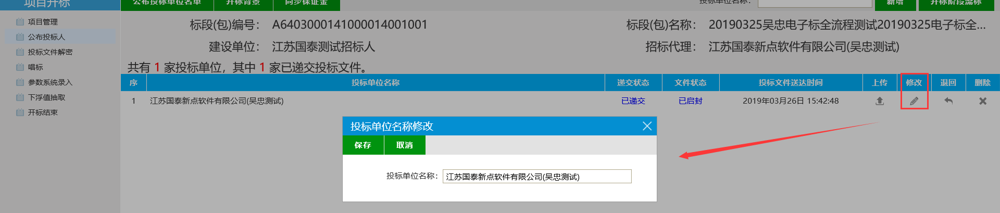 项目开标
公布投标单位名单 开标背景 同步保证金 投标单位名称： 新增 开标阶段流标
项目管理
公布投标人
投标文件解密
唱标
参数系统录入
下浮值抽取
开标结束
标段(包)编号： A6403000141000014001001 标段(包)名称： 20190325吴忠电子标全流程测试20190325电子标全...
建设单位： 江苏国泰测试招标人 招标代理： 江苏国泰新点软件有限公司(吴忠测试)
共有 1 家投标单位，其中 1 家已递交投标文件。
序 投标单位名称 递交状态 文件状态 投标文件送达时间 上传 修改 退回 删除
1 江苏国泰新点软件有限公司(吴忠测试) 已递交 已启封 2019年03月26日 15:42:48
投标单位名称修改
保存 取消
投标单位名称： 江苏国泰新点软件有限公司(吴忠测试)